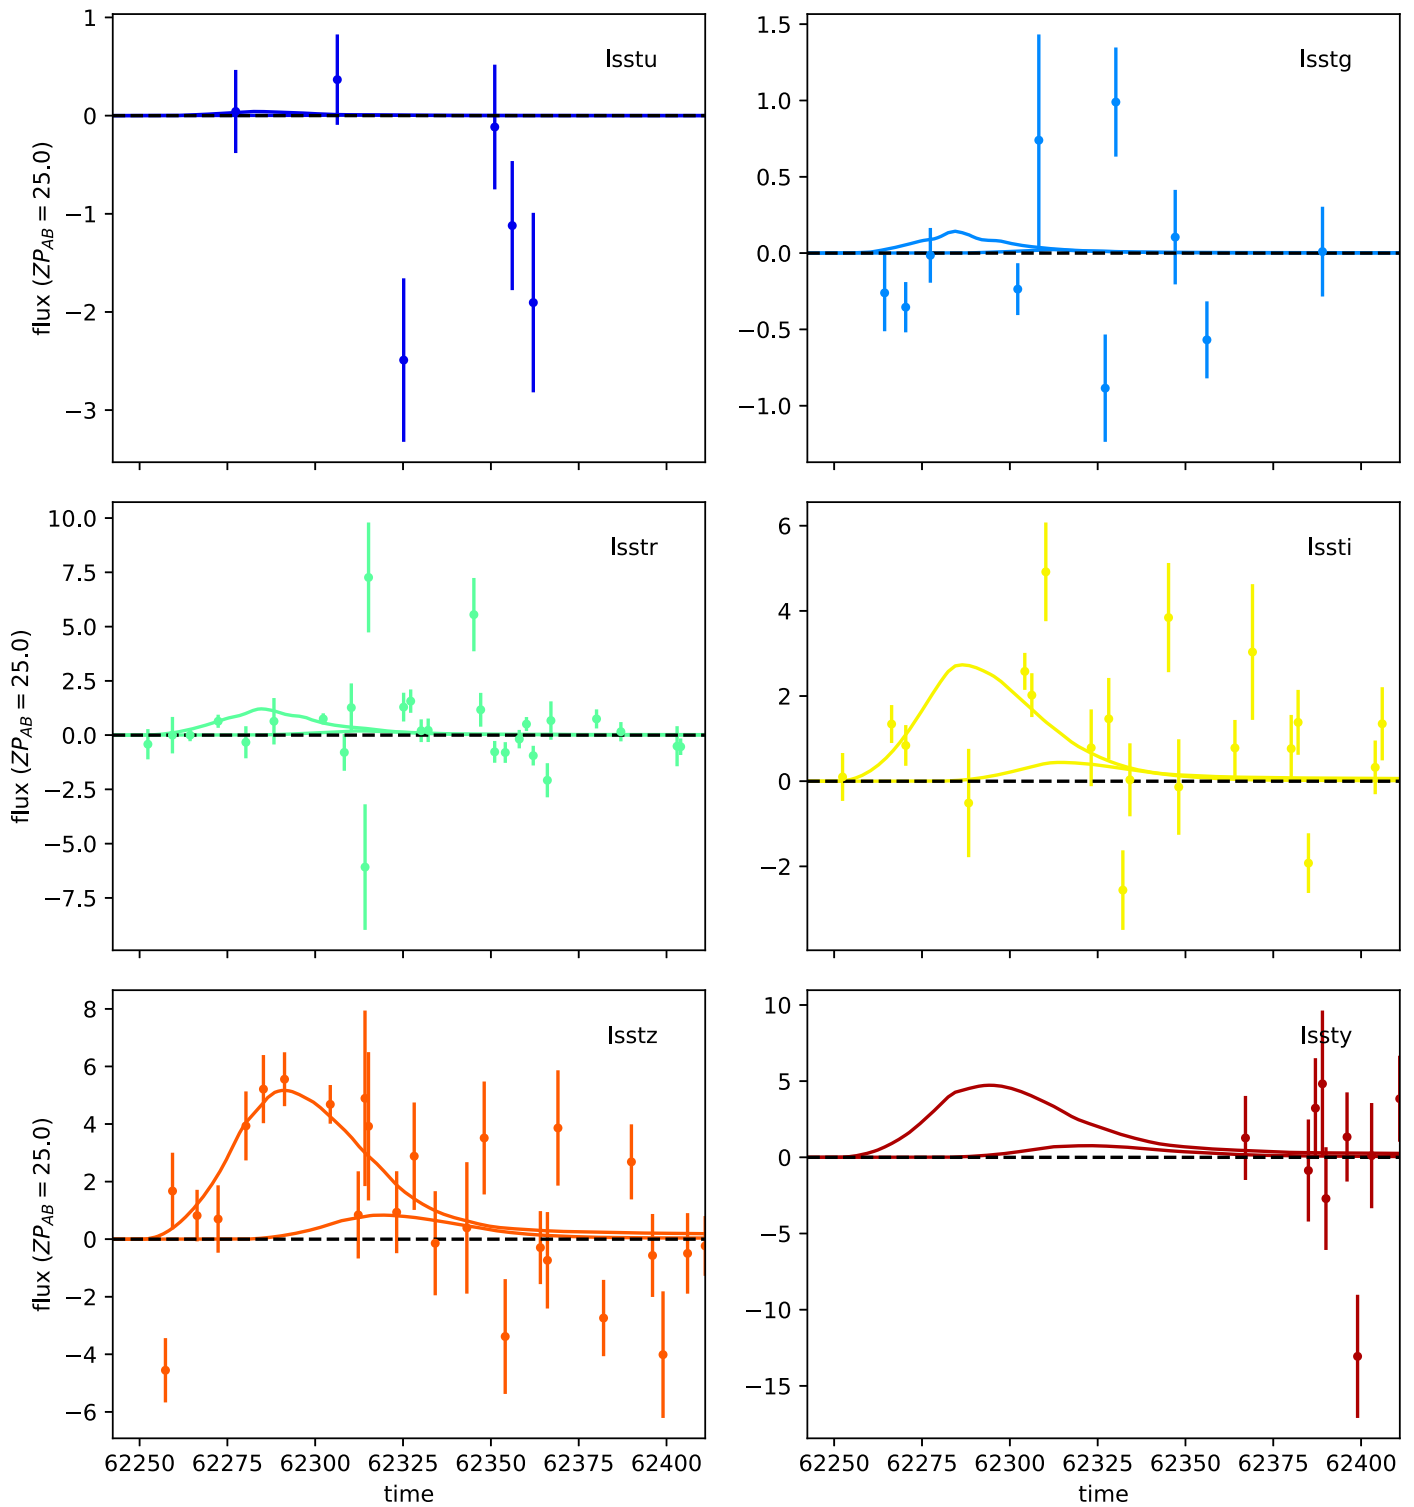 lsstu
flux (ZP_AB = 25.0)
1
0
−1
−2
−3
lsstg
1.5
1.0
0.5
0.0
−0.5
−1.0
lsstr
flux (ZP_AB = 25.0)
10.0
7.5
5.0
2.5
0.0
−2.5
−5.0
−7.5
lssti
6
4
2
0
−2
lsstz
flux (ZP_AB = 25.0)
8
6
4
2
0
−2
−4
−6
62250 62275 62300 62325 62350 62375 62400
time
lssty
10
5
0
−5
−10
−15
62250 62275 62300 62325 62350 62375 62400
time